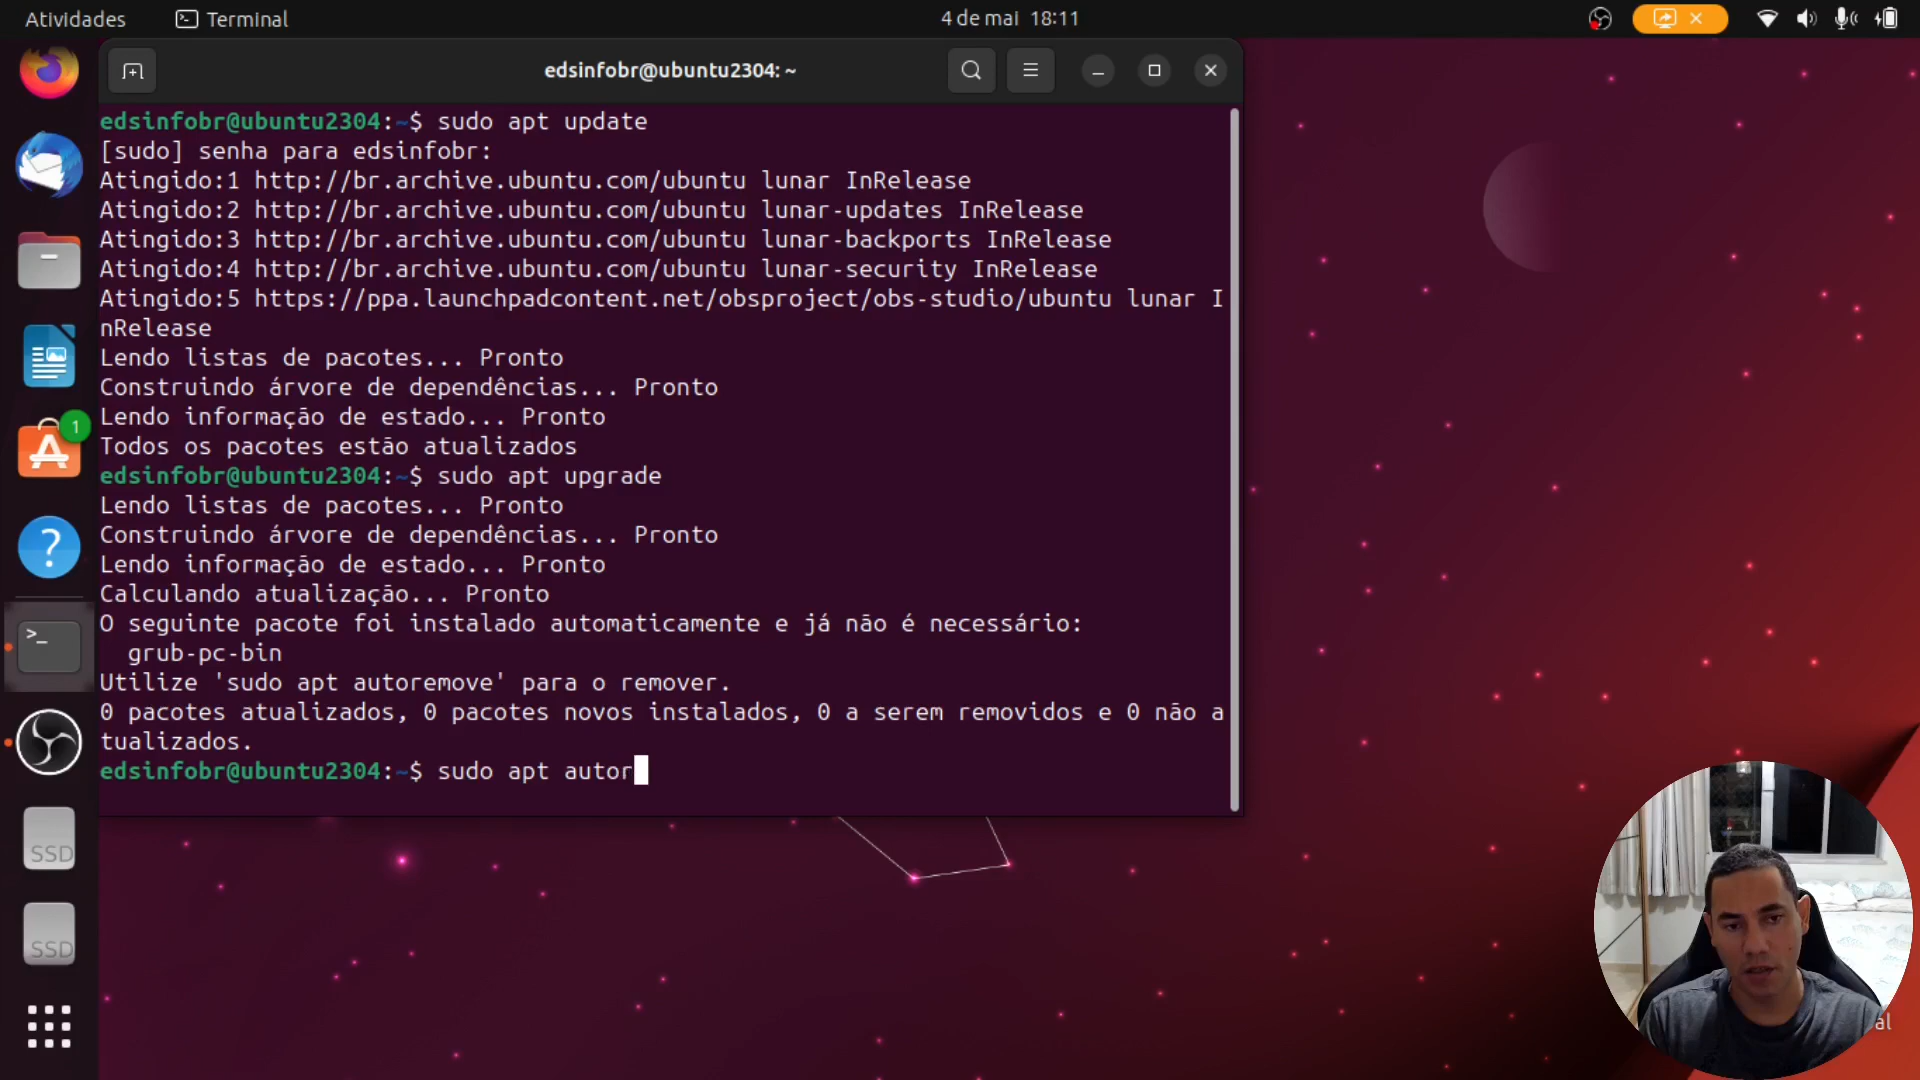 Atividades
Terminal
4 de mai 18:11
edsinfobr@ubuntu2304: ~
edsinfobr@ubuntu2304:~$ sudo apt update
[sudo] senha para edsinfobr:
Atingido:1 http://br.archive.ubuntu.com/ubuntu lunar InRelease
Atingido:2 http://br.archive.ubuntu.com/ubuntu lunar-updates InRelease
Atingido:3 http://br.archive.ubuntu.com/ubuntu lunar-backports InRelease
Atingido:4 http://br.archive.ubuntu.com/ubuntu lunar-security InRelease
Atingido:5 https://ppa.launchpadcontent.net/obsproject/obs-studio/ubuntu lunar I
nRelease
Lendo listas de pacotes... Pronto
Construindo árvore de dependências... Pronto
Lendo informação de estado... Pronto
Todos os pacotes estão atualizados
edsinfobr@ubuntu2304:~$ sudo apt upgrade
Lendo listas de pacotes... Pronto
Construindo árvore de dependências... Pronto
Lendo informação de estado... Pronto
Calculando atualização... Pronto
O seguinte pacote foi instalado automaticamente e já não é necessário:
grub-pc-bin
Utilize 'sudo apt autoremove' para o remover.
0 pacotes atualizados, 0 pacotes novos instalados, 0 a serem removidos e 0 não a
tualizados.
edsinfobr@ubuntu2304:~$ sudo apt autor
1
SSD
SSD